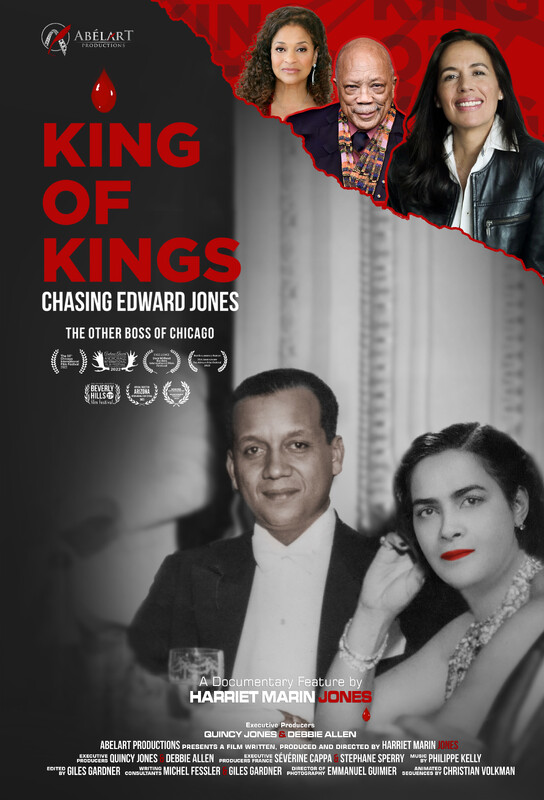 ABÉLART
PRODUCTIONS
KING
OF
KINGS
CHASING EDWARD JONES
THE OTHER BOSS OF CHICAGO
2022
BEVERLY
HILLS
Film Festival
ARIZONA
A Documentary Feature by
HARRIET MARIN JONES
Executive Producers
QUINCY JONES & DEBBIE ALLEN
ABELART PRODUCTIONS PRESENTS A FILM WRITTEN, PRODUCED AND DIRECTED BY HARRIET MARIN JONES
EXECUTIVE PRODUCERS QUINCY JONES & DEBBIE ALLEN EXECUTIVE PRODUCERS FRANCE SÉVÉRINE CAPPA & STEPHANE SPERRY MUSIC BY PHILIPPE KELLY
EDITED BY GILES GARDNER WRITING CONSULTANTS MICHEL FESSLER & GILES GARDNER DIRECTOR OF PHOTOGRAPHY EMMANUEL GUIMIER ANIMATED SEQUENCES BY CHRISTIAN VOLKMAN